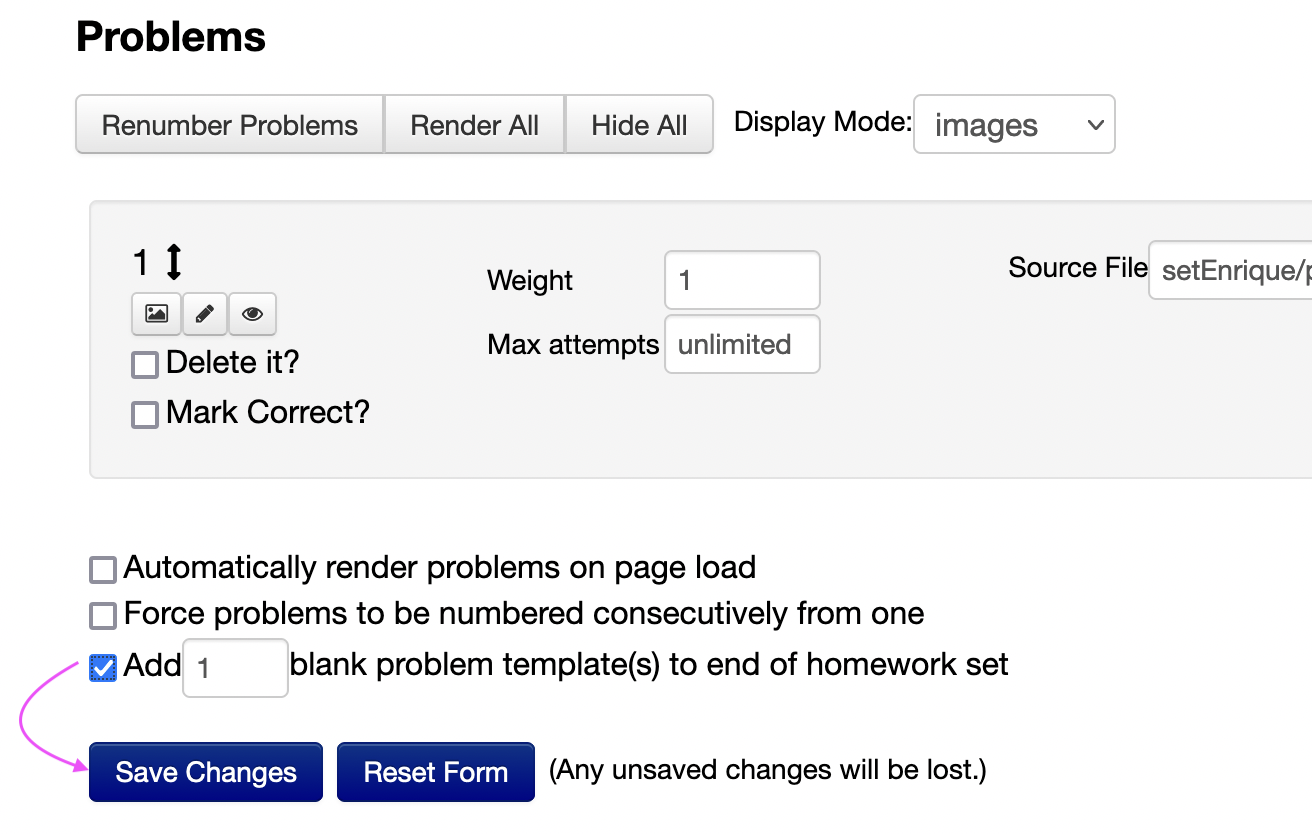 Problems
Renumber Problems Render All Hide All Display Mode: images
1
Weight 1
Source File setEnrique/p
Max attempts unlimited
Delete it?
Mark Correct?
Automatically render problems on page load
Force problems to be numbered consecutively from one
Add 1 blank problem template(s) to end of homework set
Save Changes Reset Form (Any unsaved changes will be lost.)